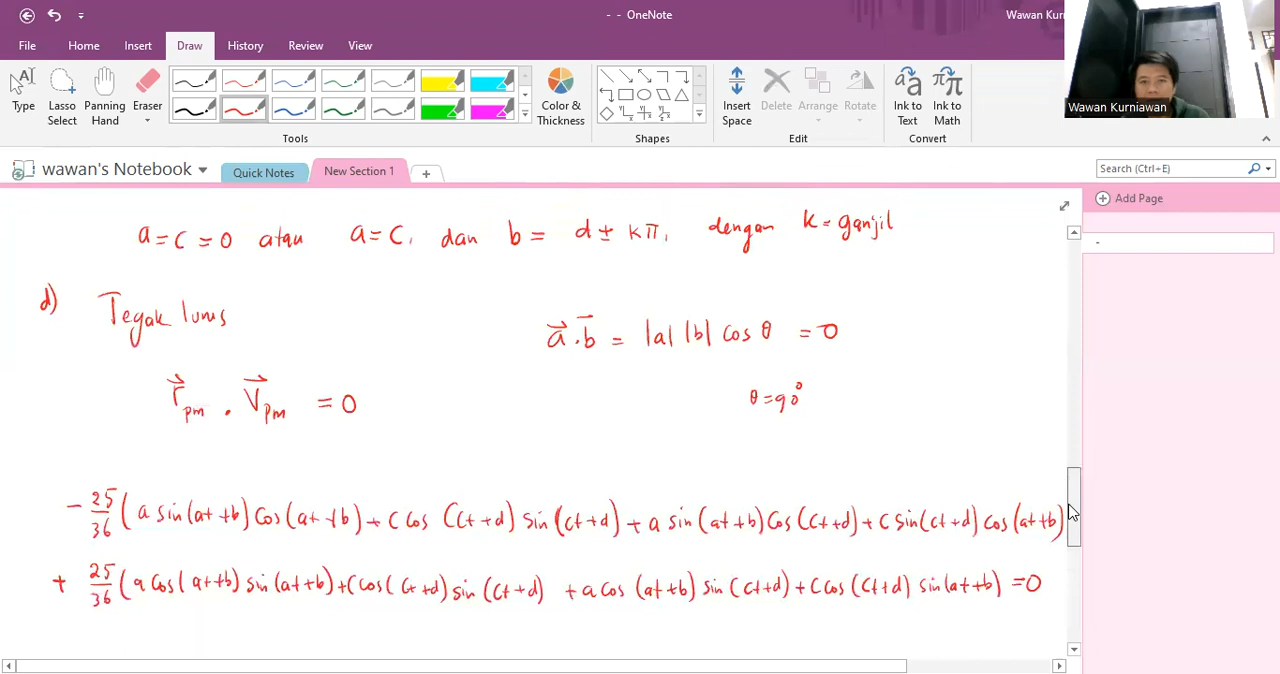 - - OneNote
Wawan Kur
Wawan Kurniawan
File Home Insert Draw History Review View
Type
Lasso Select
Panning Hand
Eraser
Color & Thickness
Insert Space
Delete
Arrange
Rotate
Ink to Text
Ink to Math
Tools
Shapes
Edit
Convert
wawan's Notebook
Quick Notes
New Section 1
Search (Ctrl+E)
Add Page
-
a = c = 0 atau a = c, dan b = d ± kπ, dengan k = ganjil
d) Tegak lurus
a⃗ . b⃗ = |a| |b| cos θ = 0
r⃗pm . V⃗pm = 0
θ = 90°
- 25/36 (a sin(at+b) cos(at+b) + c cos (ct+d) sin(ct+d) + a sin(at+b) cos(ct+d) + c sin(ct+d) cos(at+b)
+ 25/36 (a cos(at+b) sin(at+b) + c cos(ct+d) sin(ct+d) + a cos(at+b) sin(ct+d) + c cos(ct+d) sin(at+b) = 0